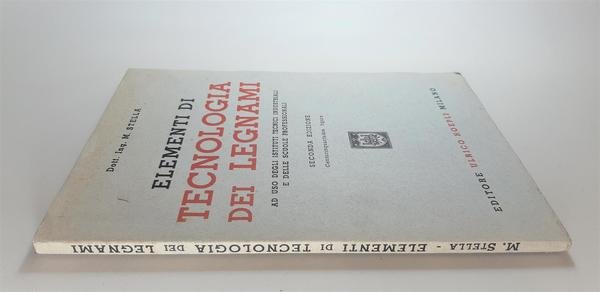 Dott. Ing. M. STELLA
ELEMENTI DI
TECNOLOGIA
DEI LEGNAMI
AD USO DEGLI ISTITUTI TECNICI INDUSTRIALI
E DELLE SCUOLE PROFESSIONALI
SECONDA EDIZIONE
EDITORE ULRICO HOEPLI MILANO
M. STELLA - ELEMENTI DI TECNOLOGIA DEI LEGNAMI